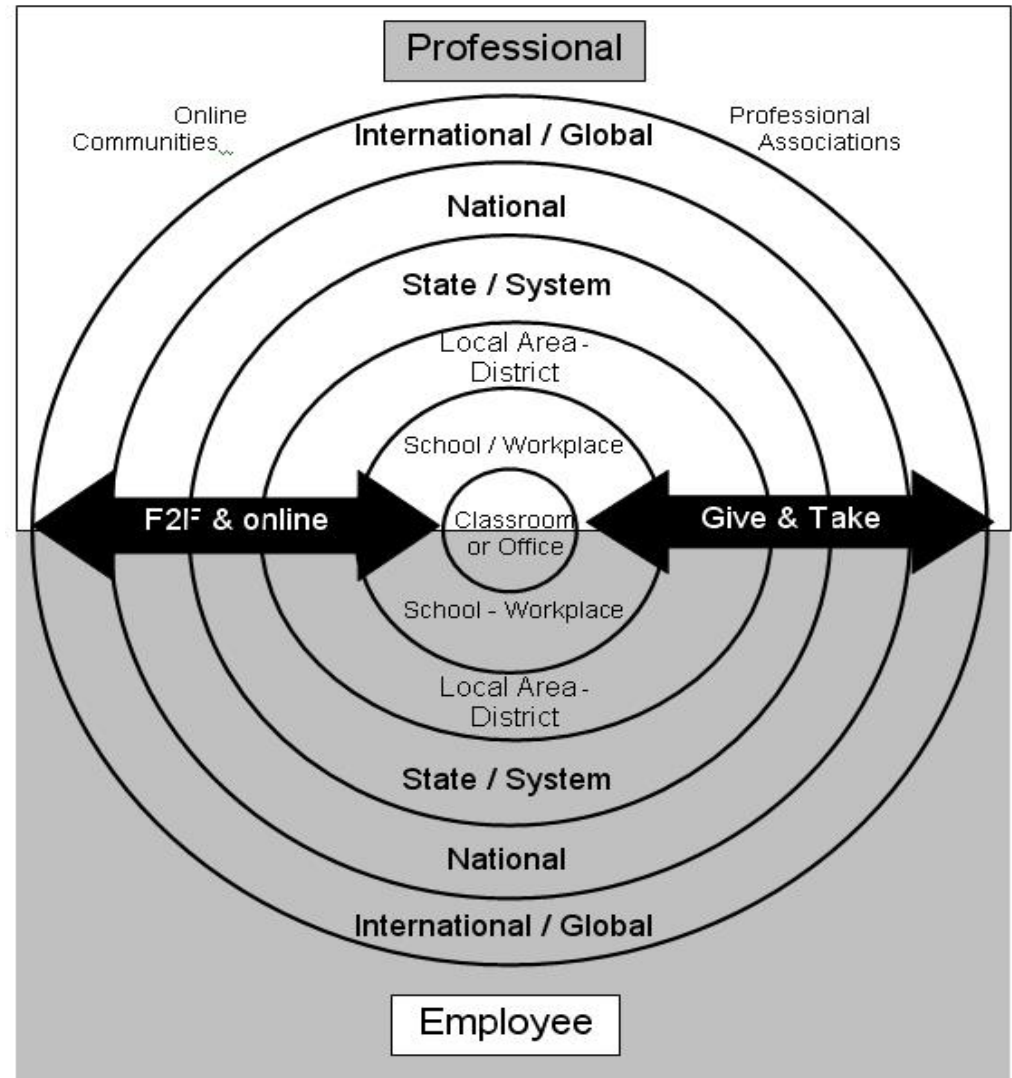 Professional
Online
Communities
Professional
Associations
International / Global
National
State / System
Local Area -
District
School / Workplace
F2F & online
Classroom
or Office
Give & Take
School - Workplace
Local Area -
District
State / System
National
International / Global
Employee